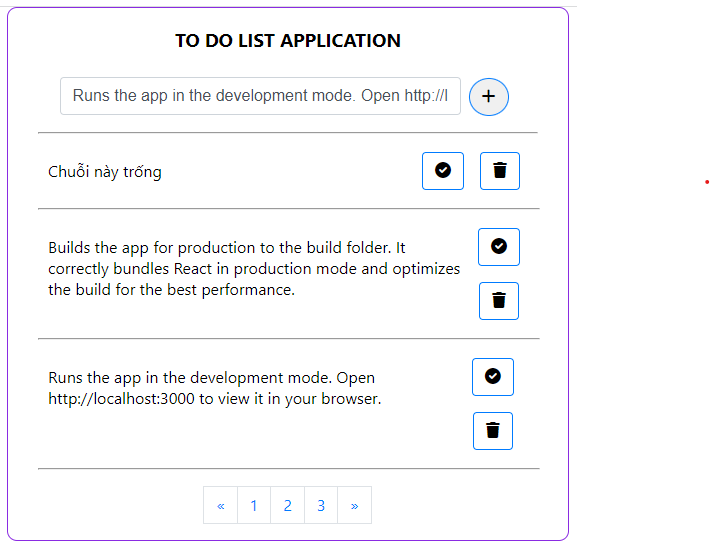 TO DO LIST APPLICATION
Runs the app in the development mode. Open http://l
Chuỗi này trống
Builds the app for production to the build folder. It
correctly bundles React in production mode and optimizes
the build for the best performance.
Runs the app in the development mode. Open
http://localhost:3000 to view it in your browser.
« 1 2 3 »